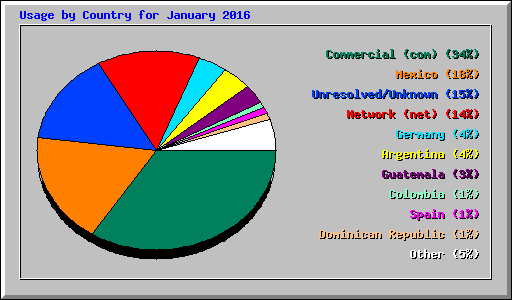 Usage by Country for January 2016
Commercial (com) (34%)
Mexico (18%)
Unresolved/Unknown (15%)
Network (net) (14%)
Germany (4%)
Argentina (4%)
Guatemala (3%)
Colombia (1%)
Spain (1%)
Dominican Republic (1%)
Other (5%)